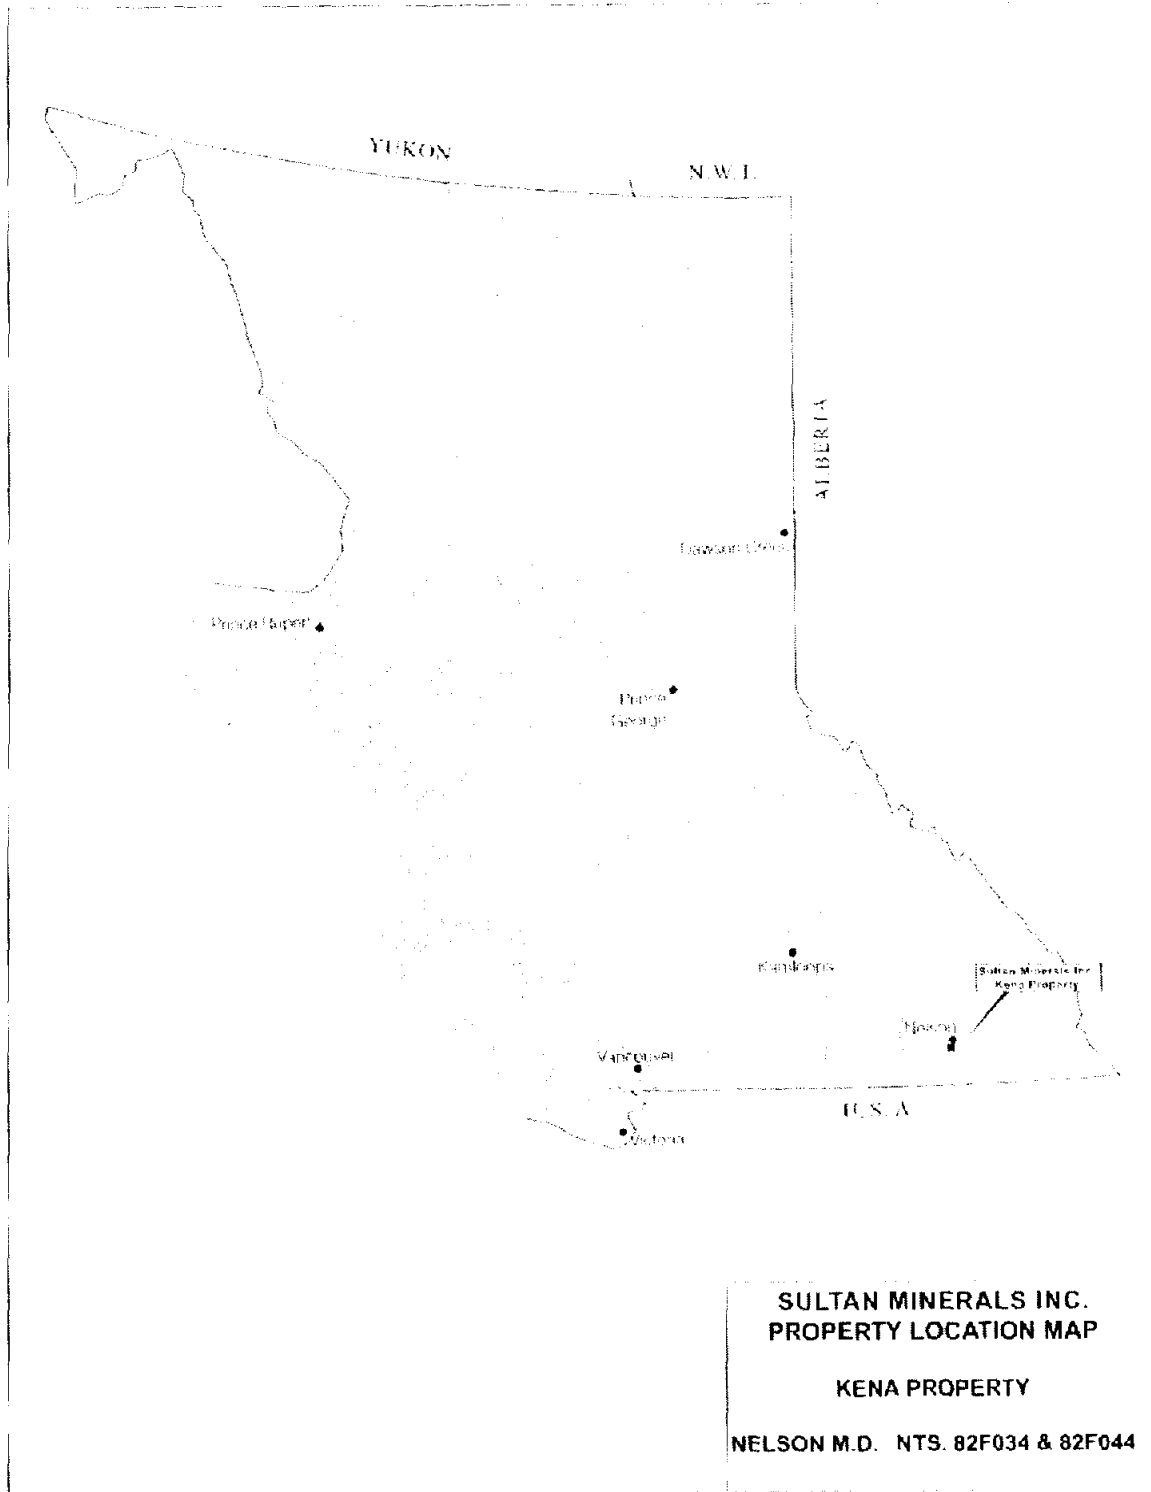 YUKON
N.W.T.
ALBERTA
Dawson Creek
Prince Rupert
Prince
George
Kamloops
Sultan Minerals Inc.
Kena Property
Nelson
Vancouver
U.S.A
Victoria
SULTAN MINERALS INC.
PROPERTY LOCATION MAP
KENA PROPERTY
NELSON M.D. NTS. 82F034 & 82F044